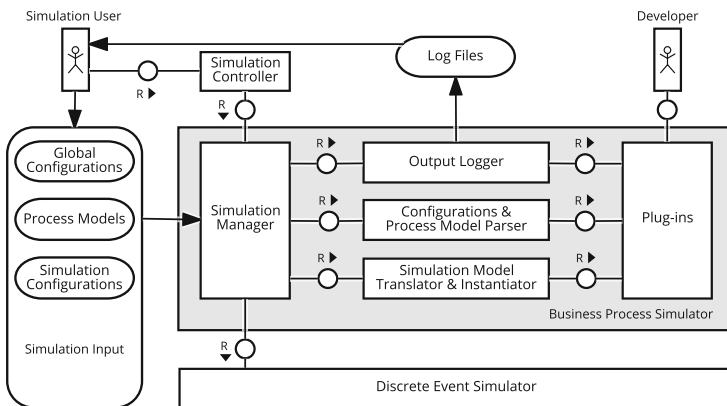 Simulation User
Developer
Log Files
Simulation
Controller
R
R
Global
Configurations
Process Models
Simulation
Configurations
Simulation Input
Simulation
Manager
R
Output Logger
R
R
Configurations &
Process Model Parser
R
R
Simulation Model
Translator & Instantiator
R
Plug-ins
Business Process Simulator
R
Discrete Event Simulator